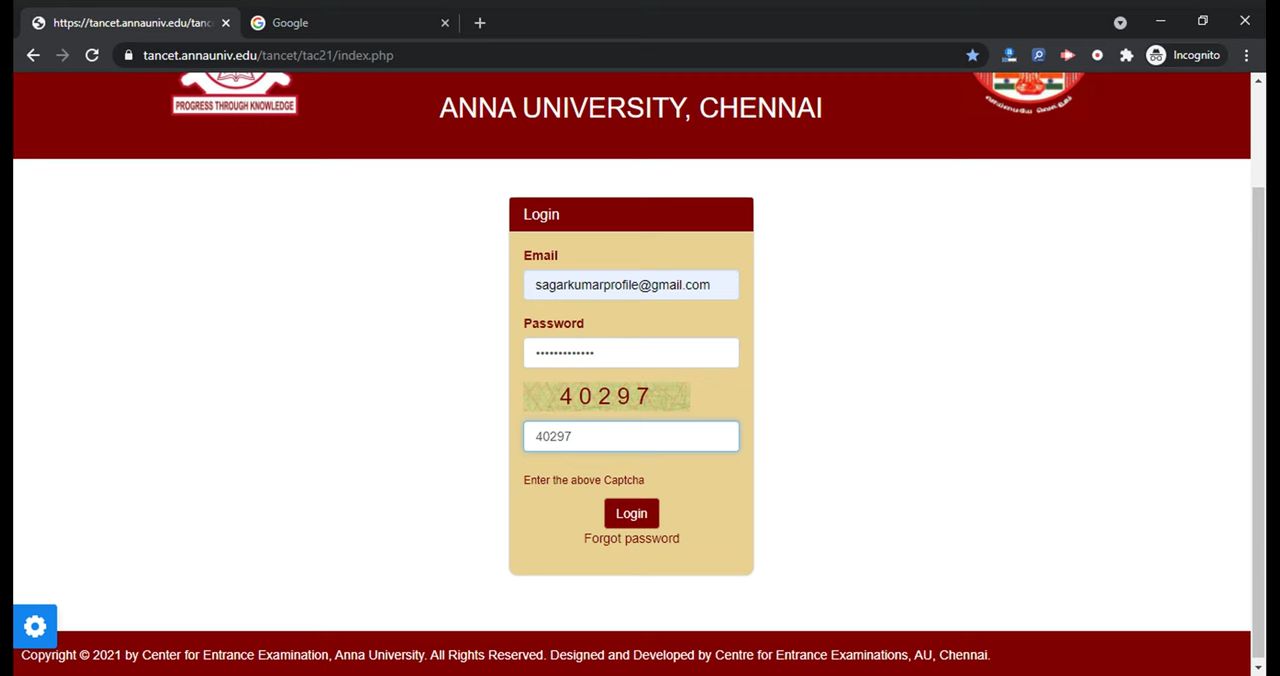 https://tancet.annauniv.edu/tanc
Google
tancet.annauniv.edu/tancet/tac21/index.php
Incognito
PROGRESS THROUGH KNOWLEDGE
ANNA UNIVERSITY, CHENNAI
Login
Email
sagarkumarprofile@gmail.com
Password
•••••••••••••
40297
40297
Enter the above Captcha
Login
Forgot password
Copyright © 2021 by Center for Entrance Examination, Anna University. All Rights Reserved. Designed and Developed by Centre for Entrance Examinations, AU, Chennai.